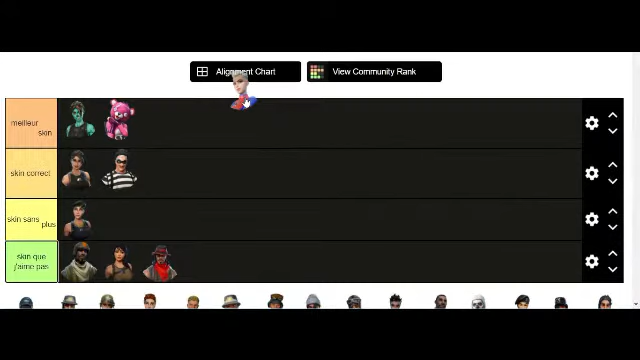 Alignment Chart
View Community Rank
meilleur
skin
skin correct
skin sans
plus
skin que
j'aime pas